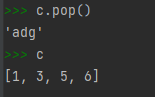 >>> c.pop()
'adg'
>>> c
[1, 3, 5, 6]